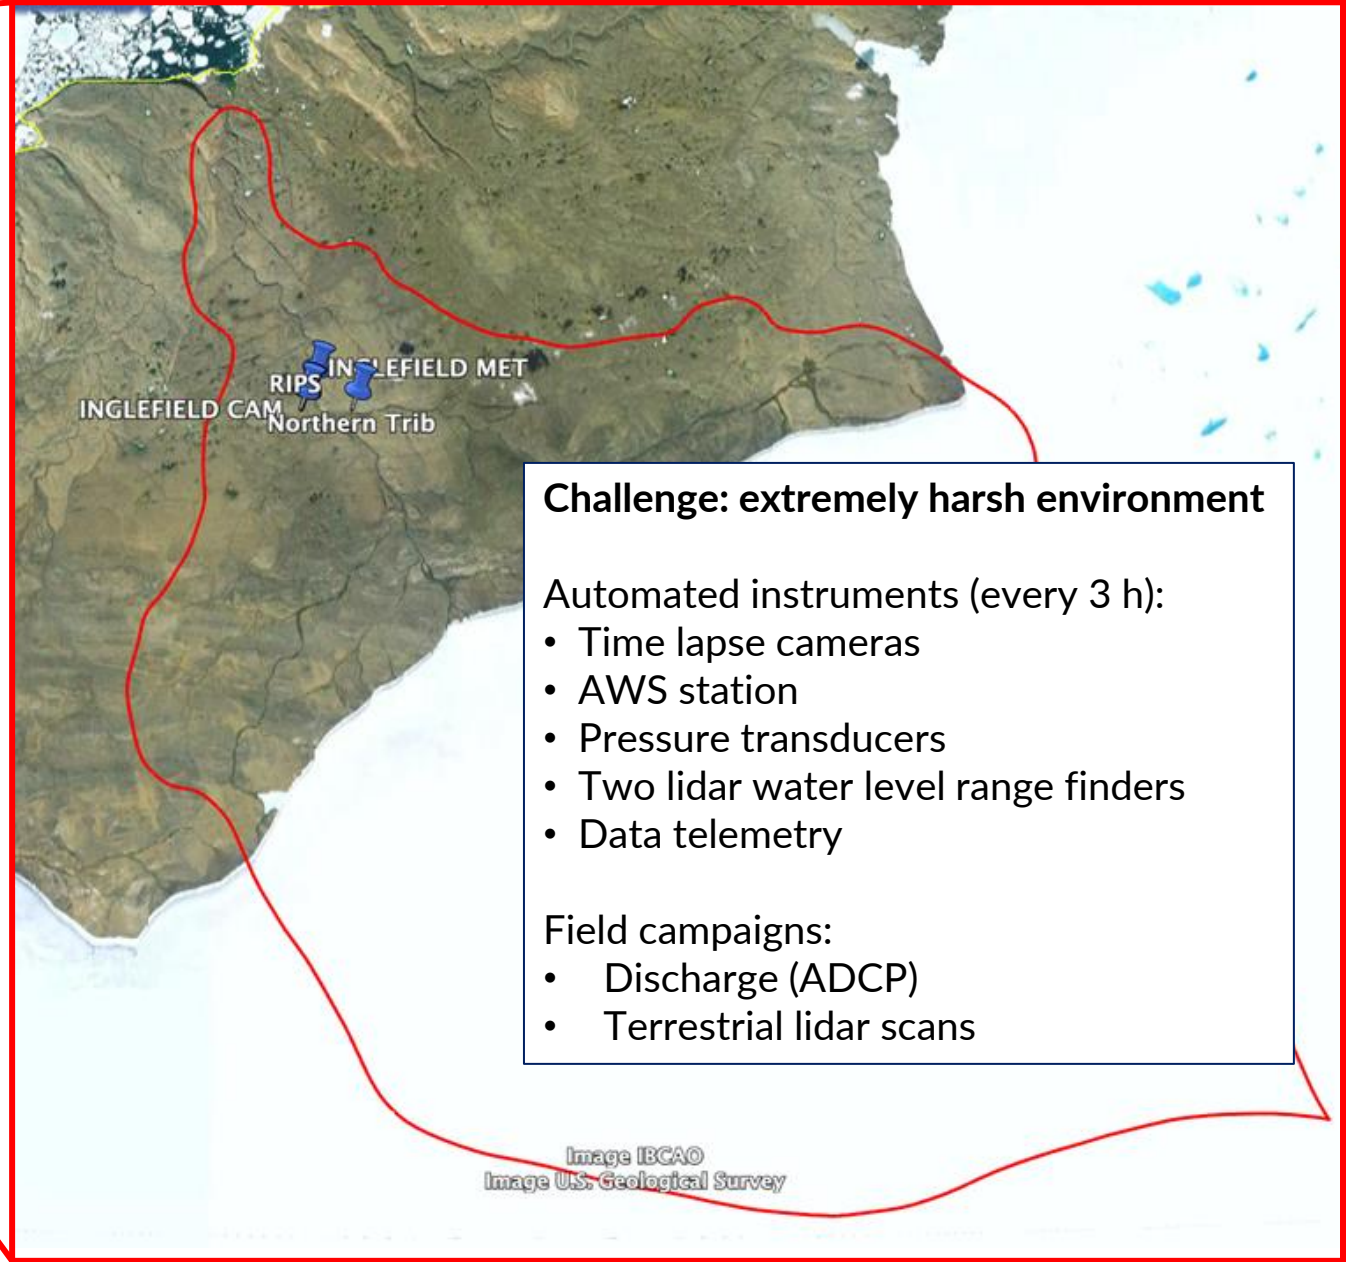 INGLEFIELD MET
RIPS
INGLEFIELD CAM
Northern Trib
Challenge: extremely harsh environment
Automated instruments (every 3 h):
• Time lapse cameras
• AWS station
• Pressure transducers
• Two lidar water level range finders
• Data telemetry
Field campaigns:
• Discharge (ADCP)
• Terrestrial lidar scans
Image IBCAO
Image U.S. Geological Survey